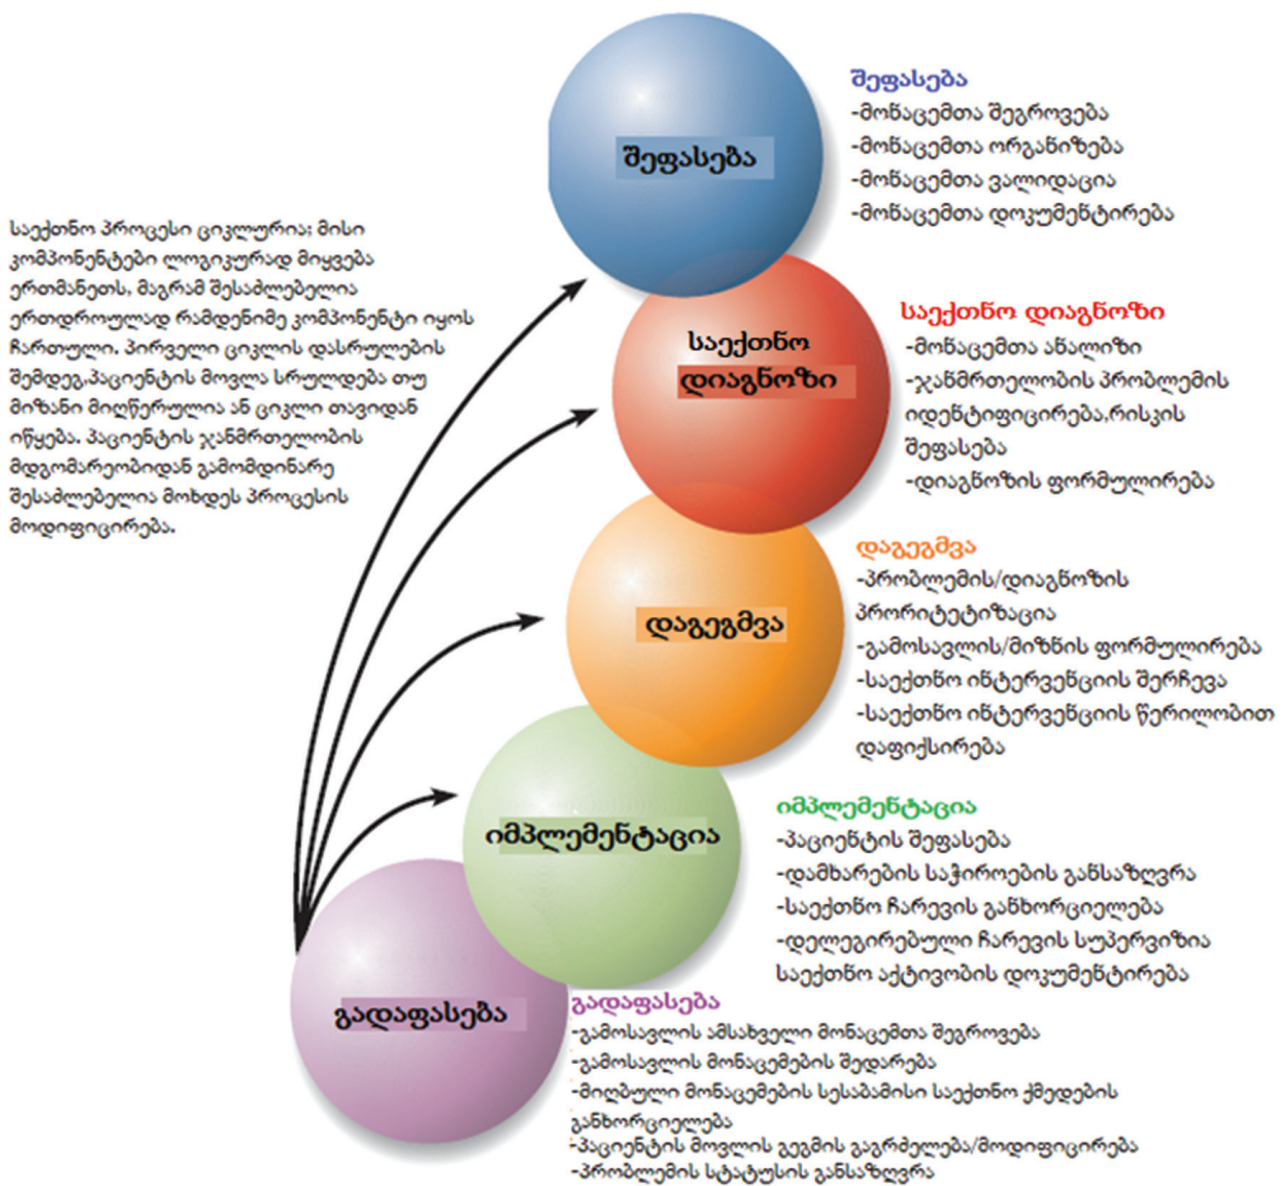 შეფასება
შეფასება
-მონაცემთა შეგროვება
-მონაცემთა ორგანიზება
-მონაცემთა ვალიდაცია
-მონაცემთა დოკუმენტირება
საექთნო პროცესი ციკლურია: მისი
კომპონენტები ლოგიკურად მიყვება
ერთმანეთს, მაგრამ შესაძლებელია
ერთდროულად რამდენიმე კომპონენტი იყოს
ჩართული. პირველი ციკლის დასრულების
შემდეგ,პაციენტის მოვლა სრულდება თუ
მიზანი მიღწერულია ან ციკლი თავიდან
იწყება. პაციენტის ჯანმრთელობის
მდგომარეობიდან გამომდინარე
შესაძლებელია მოხდეს პროცესის
მოდიფიცირება.
საექთნო
დიაგნოზი
საექთნო დიაგნოზი
-მონაცემთა ანალიზი
-ჯანმრთელობის პრობლემის
იდენტიფიცირება,რისკის
შეფასება
-დიაგნოზის ფორმულირება
დაგეგმვა
დაგეგმვა
-პრობლემის/დიაგნოზის
პრორიტეტიზაცია
-გამოსავლის/მიზნის ფორმულირება
-საექთნო ინტერვენციის შერჩევა
-საექთნო ინტერვენციის წერილობით
დაფიქსირება
იმპლემენტაცია
იმპლემენტაცია
-პაციენტის შეფასება
-დამხარების საჭიროების განსაზღვრა
-საექთნო ჩარევის განხორციელება
-დელეგირებული ჩარევის სუპერვიზია
საექთნო აქტივობის დოკუმენტირება
გადაფასება
გადაფასება
-გამოსავლის ამსახველი მონაცემთა შეგროვება
-გამოსავლის მონაცემების შედარება
-მიღბული მონაცემების სესაბამისი საექთნო ქმედების
განხორციელება
-პაციენტის მოვლის გეგმის გაგრძელება/მოდიფიცირება
-პრობლემის სტატუსის განსაზღვრა